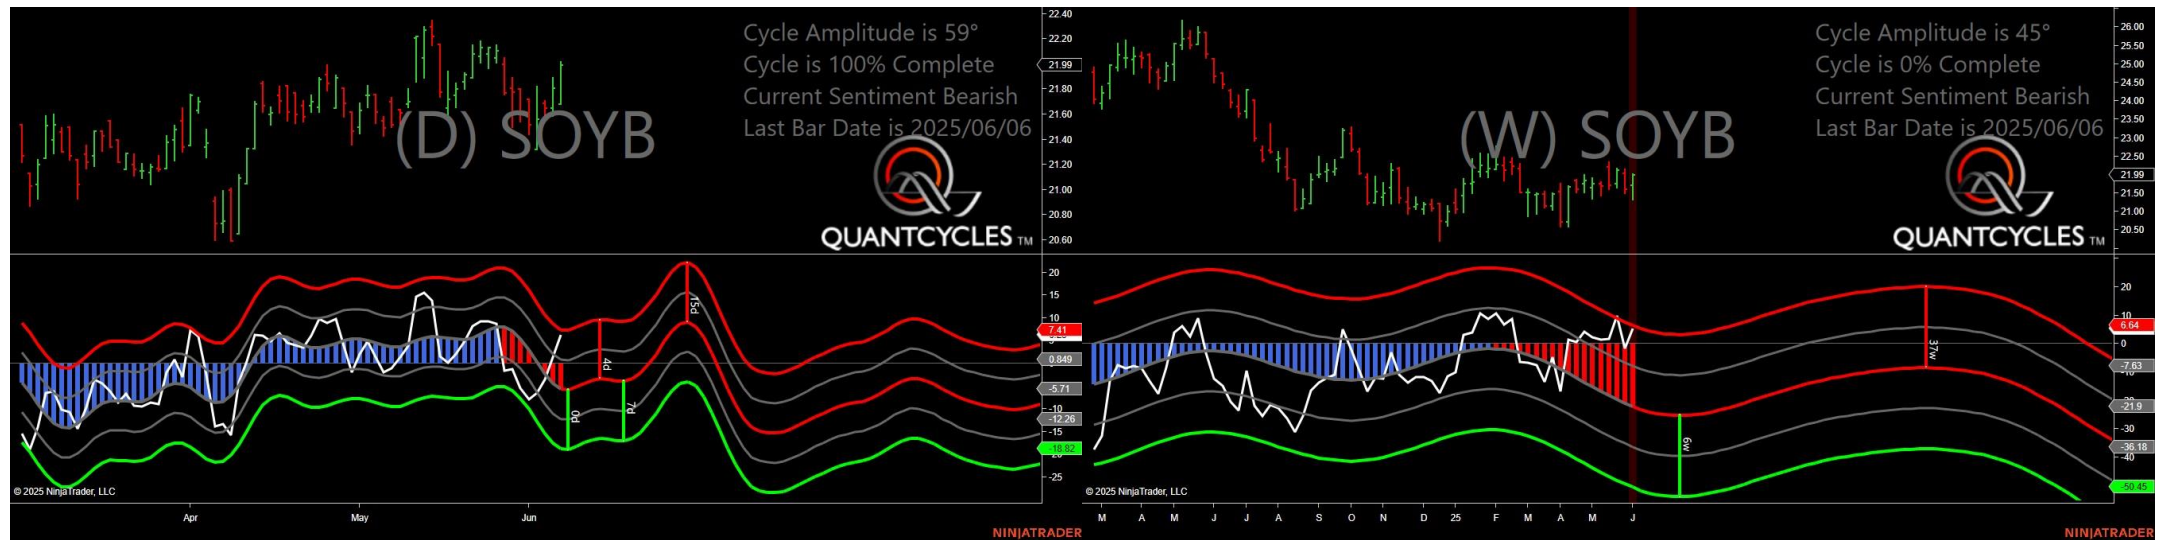 Cycle Amplitude is 59°
Cycle is 100% Complete
Current Sentiment Bearish
Last Bar Date is 2025/06/06
(D) SOYB
QUANTCYCLES TM
22.40
22.20
21.99
21.80
21.60
21.40
21.20
21.00
20.80
20.60
20
15
10
7.41
0.849
-5.71
-10
-12.26
-15
-18.82
-25
0d
4d
7d
15d
© 2025 NinjaTrader, LLC
Apr May Jun
NINJATRADER
Cycle Amplitude is 45°
Cycle is 0% Complete
Current Sentiment Bearish
Last Bar Date is 2025/06/06
(W) SOYB
QUANTCYCLES TM
26.00
25.50
25.00
24.50
24.00
23.50
23.00
22.50
21.99
21.50
21.00
20.50
20
10
6.64
0
-7.63
-21.9
-30
-36.18
-40
-50.45
6w
37w
© 2025 NinjaTrader, LLC
M A M J J A S O N D 25 F M A M J
NINJATRADER